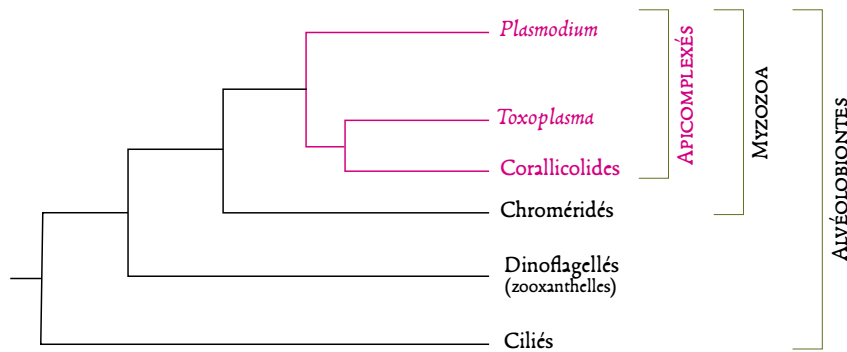 Plasmodium
Toxoplasma
Corallicolides
Chroméridés
Dinoflagellés
(zooxanthelles)
Ciliés
Apicomplexés
Myzozoa
Alvéolobiontes